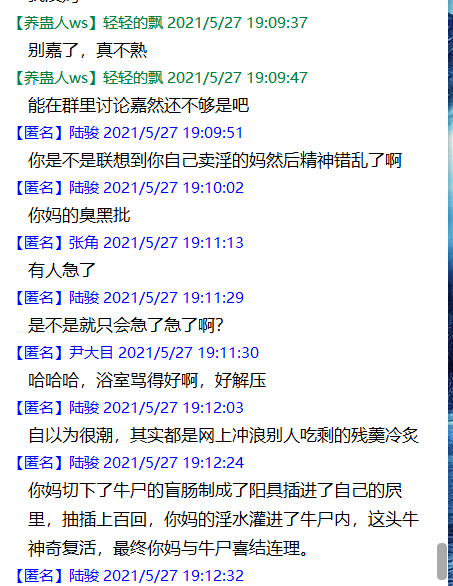 【养蛊人ws】轻轻的飘 2021/5/27 19:09:37
别嘉了，真不熟
【养蛊人ws】轻轻的飘 2021/5/27 19:09:47
能在群里讨论嘉然还不够是吧
【匿名】陆骏 2021/5/27 19:09:51
你是不是联想到你自己卖淫的妈然后精神错乱了啊
【匿名】陆骏 2021/5/27 19:10:02
你妈的臭黑批
【匿名】张角 2021/5/27 19:11:13
有人急了
【匿名】陆骏 2021/5/27 19:11:29
是不是就只会急了急了啊？
【匿名】尹大目 2021/5/27 19:11:30
哈哈哈，浴室骂得好啊，好解压
【匿名】陆骏 2021/5/27 19:12:03
自以为很潮，其实都是网上冲浪别人吃剩的残羹冷炙
【匿名】陆骏 2021/5/27 19:12:24
你妈切下了牛尸的盲肠制成了阳具插进了自己的屄
里，抽插上百回，你妈的淫水灌进了牛尸内，这头牛
神奇复活，最终你妈与牛尸喜结连理。
【匿名】陆骏 2021/5/27 19:12:32